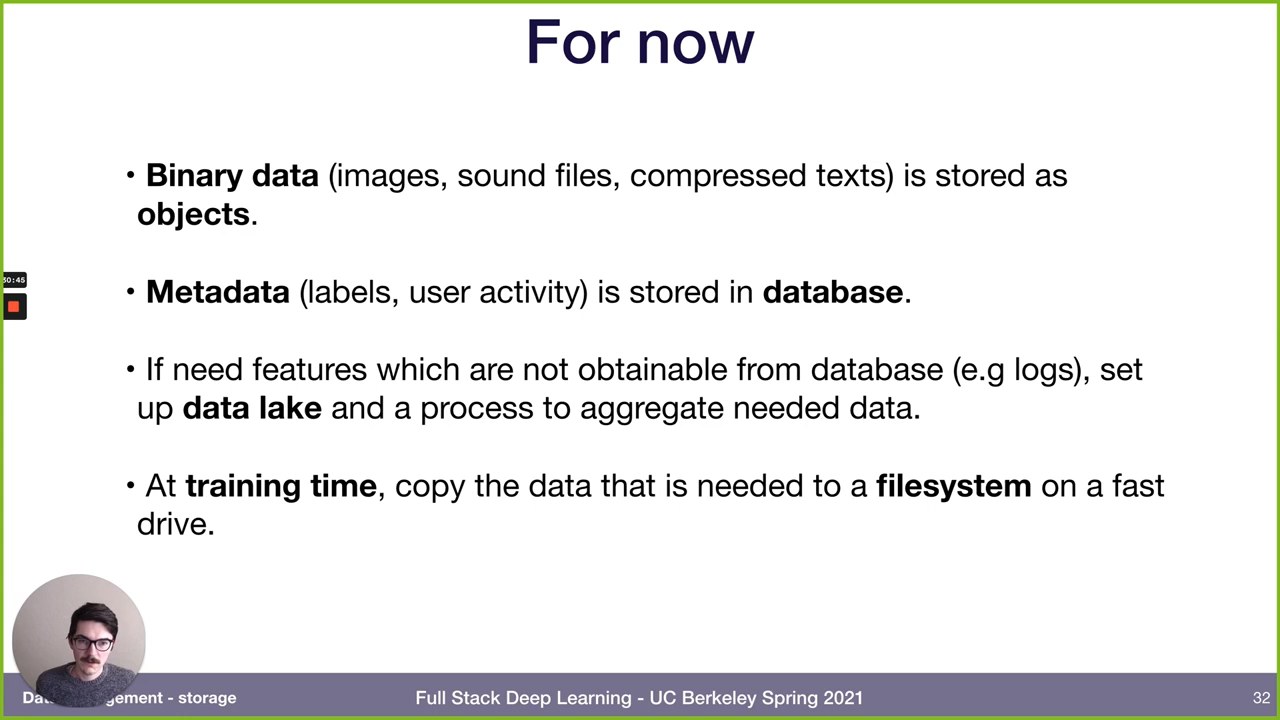 For now
• Binary data (images, sound files, compressed texts) is stored as
objects.
• Metadata (labels, user activity) is stored in database.
• If need features which are not obtainable from database (e.g logs), set
up data lake and a process to aggregate needed data.
• At training time, copy the data that is needed to a filesystem on a fast
drive.
30:45
- storage
Full Stack Deep Learning - UC Berkeley Spring 2021
32